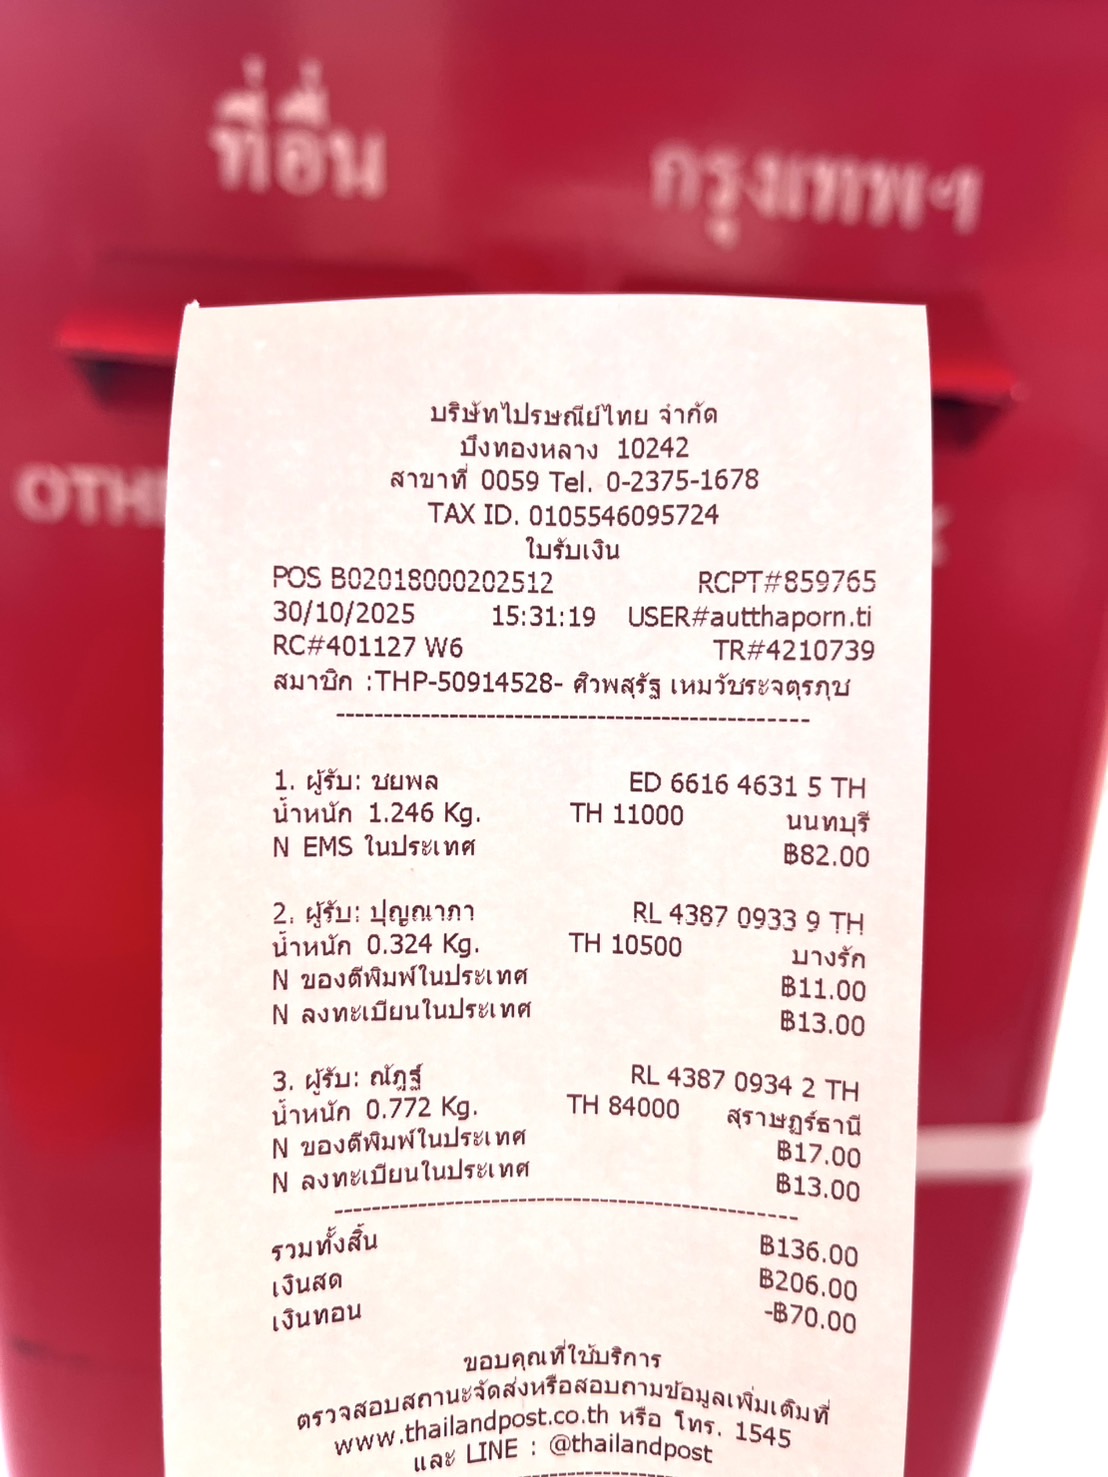 ที่อื่น กรุงเทพฯ
บริษัทไปรษณีย์ไทย จำกัด
บึงทองหลาง 10242
สาขาที่ 0059 Tel. 0-2375-1678
TAX ID. 0105546095724
ใบรับเงิน
POS B02018000202512 RCPT#859765
30/10/2025 15:31:19 USER#autthaporn.ti
RC#401127 W6 TR#4210739
สมาชิก :THP-50914528- ศิวพสุรัฐ เหมวัชระจตุรภุช
1. ผู้รับ: ชยพล ED 6616 4631 5 TH
น้ำหนัก 1.246 Kg. TH 11000 นนทบุรี
N EMS ในประเทศ ฿82.00
2. ผู้รับ: ปุญณาภา RL 4387 0933 9 TH
น้ำหนัก 0.324 Kg. TH 10500 บางรัก
N ของตีพิมพ์ในประเทศ ฿11.00
N ลงทะเบียนในประเทศ ฿13.00
3. ผู้รับ: ณัฏฐ์ RL 4387 0934 2 TH
น้ำหนัก 0.772 Kg. TH 84000 สุราษฎร์ธานี
N ของตีพิมพ์ในประเทศ ฿17.00
N ลงทะเบียนในประเทศ ฿13.00
รวมทั้งสิ้น ฿136.00
เงินสด ฿206.00
เงินทอน -฿70.00
ขอบคุณที่ใช้บริการ
ตรวจสอบสถานะจัดส่งหรือสอบถามข้อมูลเพิ่มเติมที่
www.thailandpost.co.th หรือ โทร. 1545
และ LINE : @thailandpost